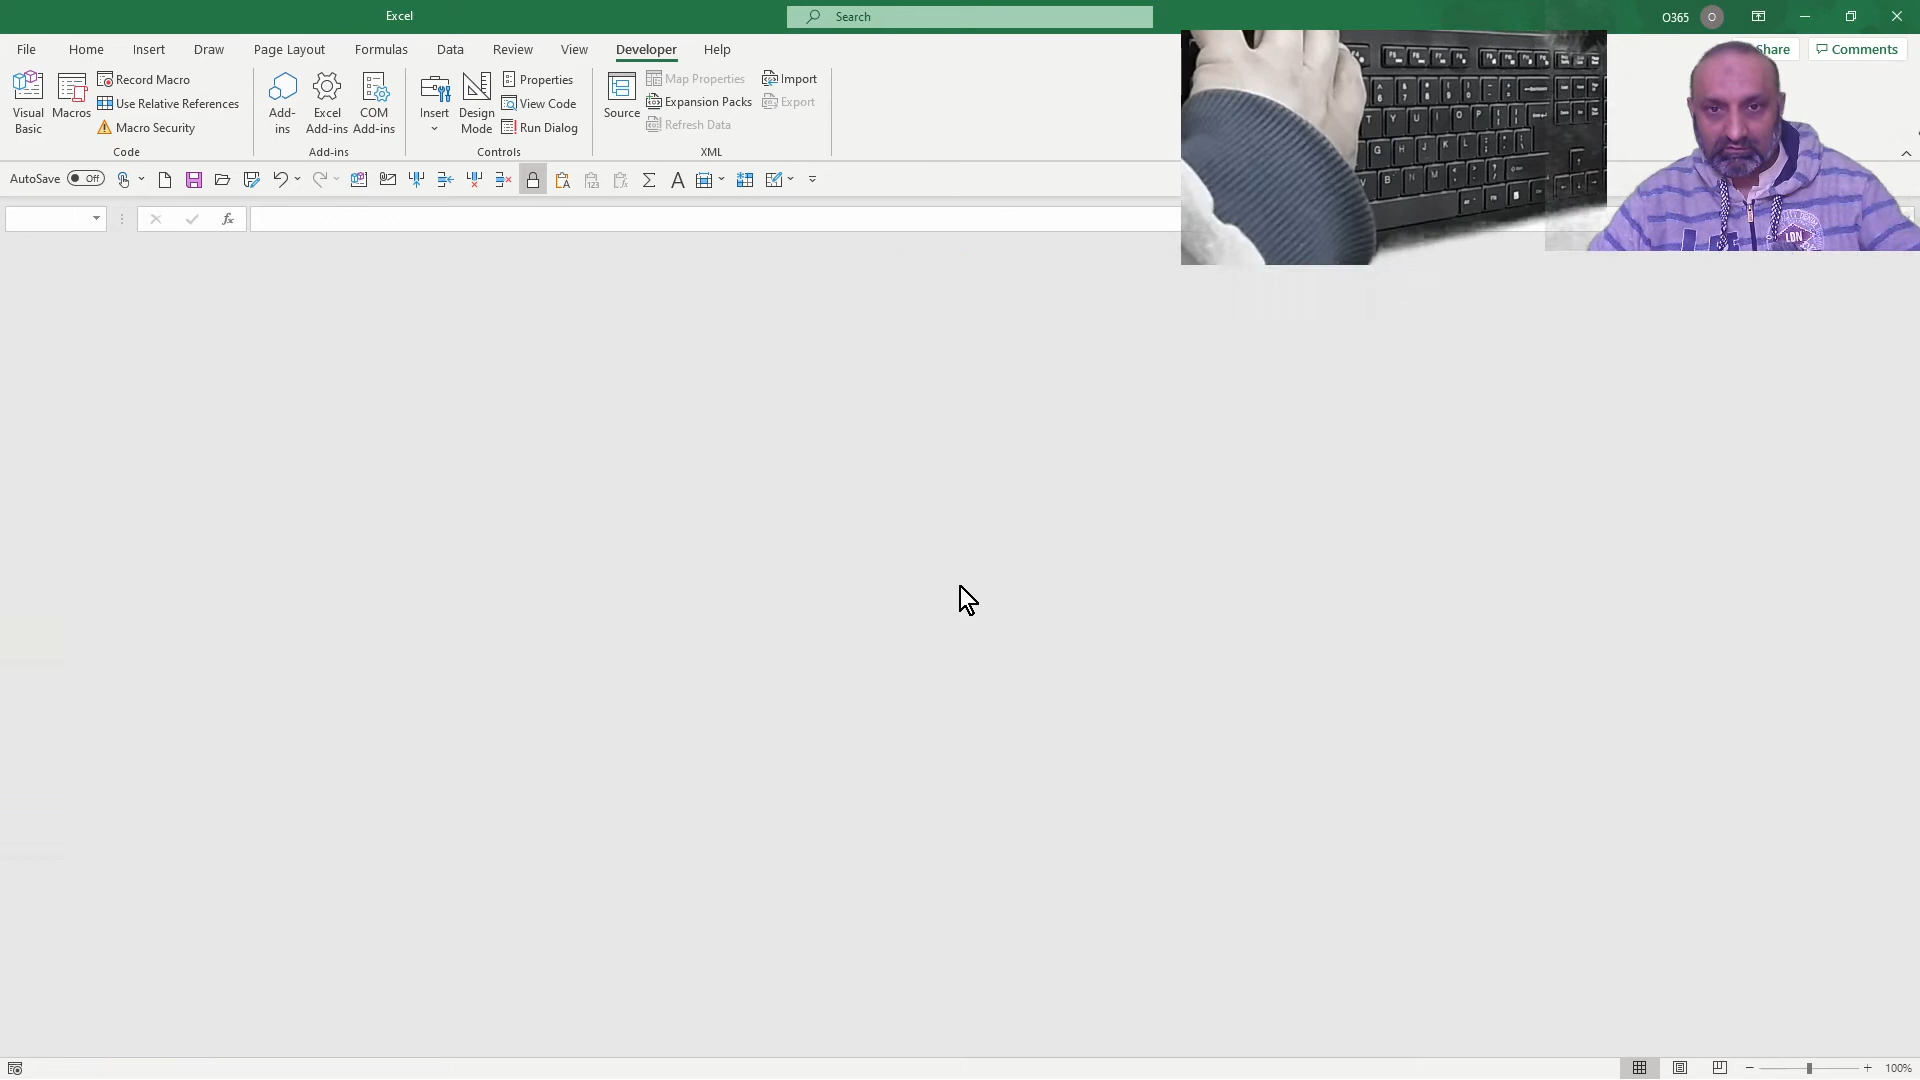 Excel
Search
O365
O
File
Home
Insert
Draw
Page Layout
Formulas
Data
Review
View
Developer
Help
Share
Comments
Visual Basic
Macros
Record Macro
Use Relative References
Macro Security
Code
Add-ins
Excel Add-ins
COM Add-ins
Add-ins
Insert
Design Mode
Properties
View Code
Run Dialog
Controls
Source
Map Properties
Expansion Packs
Refresh Data
Import
Export
XML
AutoSave
Off
fx
LDN
100%